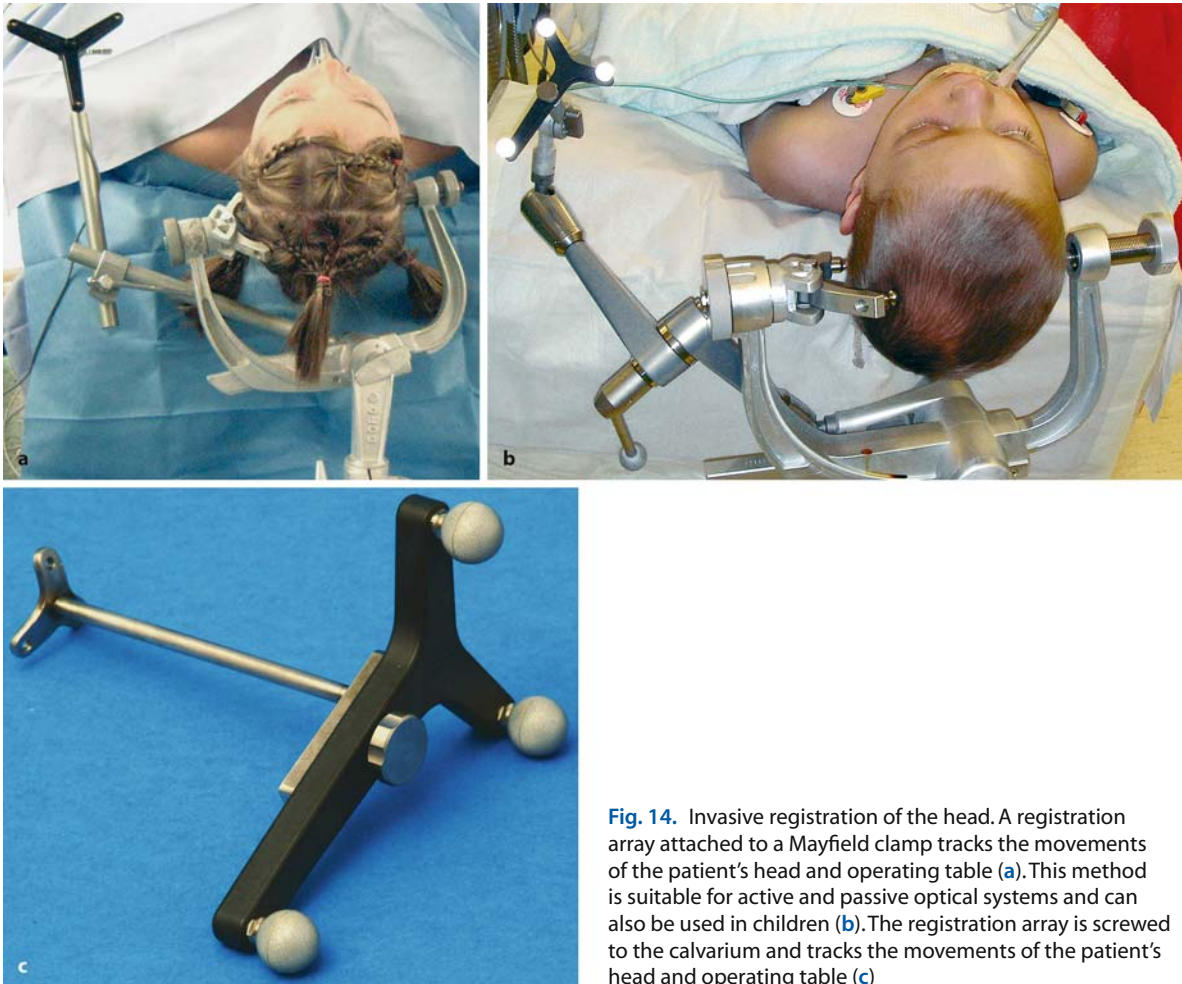 a
b
c
Fig. 14. Invasive registration of the head. A registration
array attached to a Mayfield clamp tracks the movements
of the patient's head and operating table (a). This method
is suitable for active and passive optical systems and can
also be used in children (b). The registration array is screwed
to the calvarium and tracks the movements of the patient's
head and operating table (c)